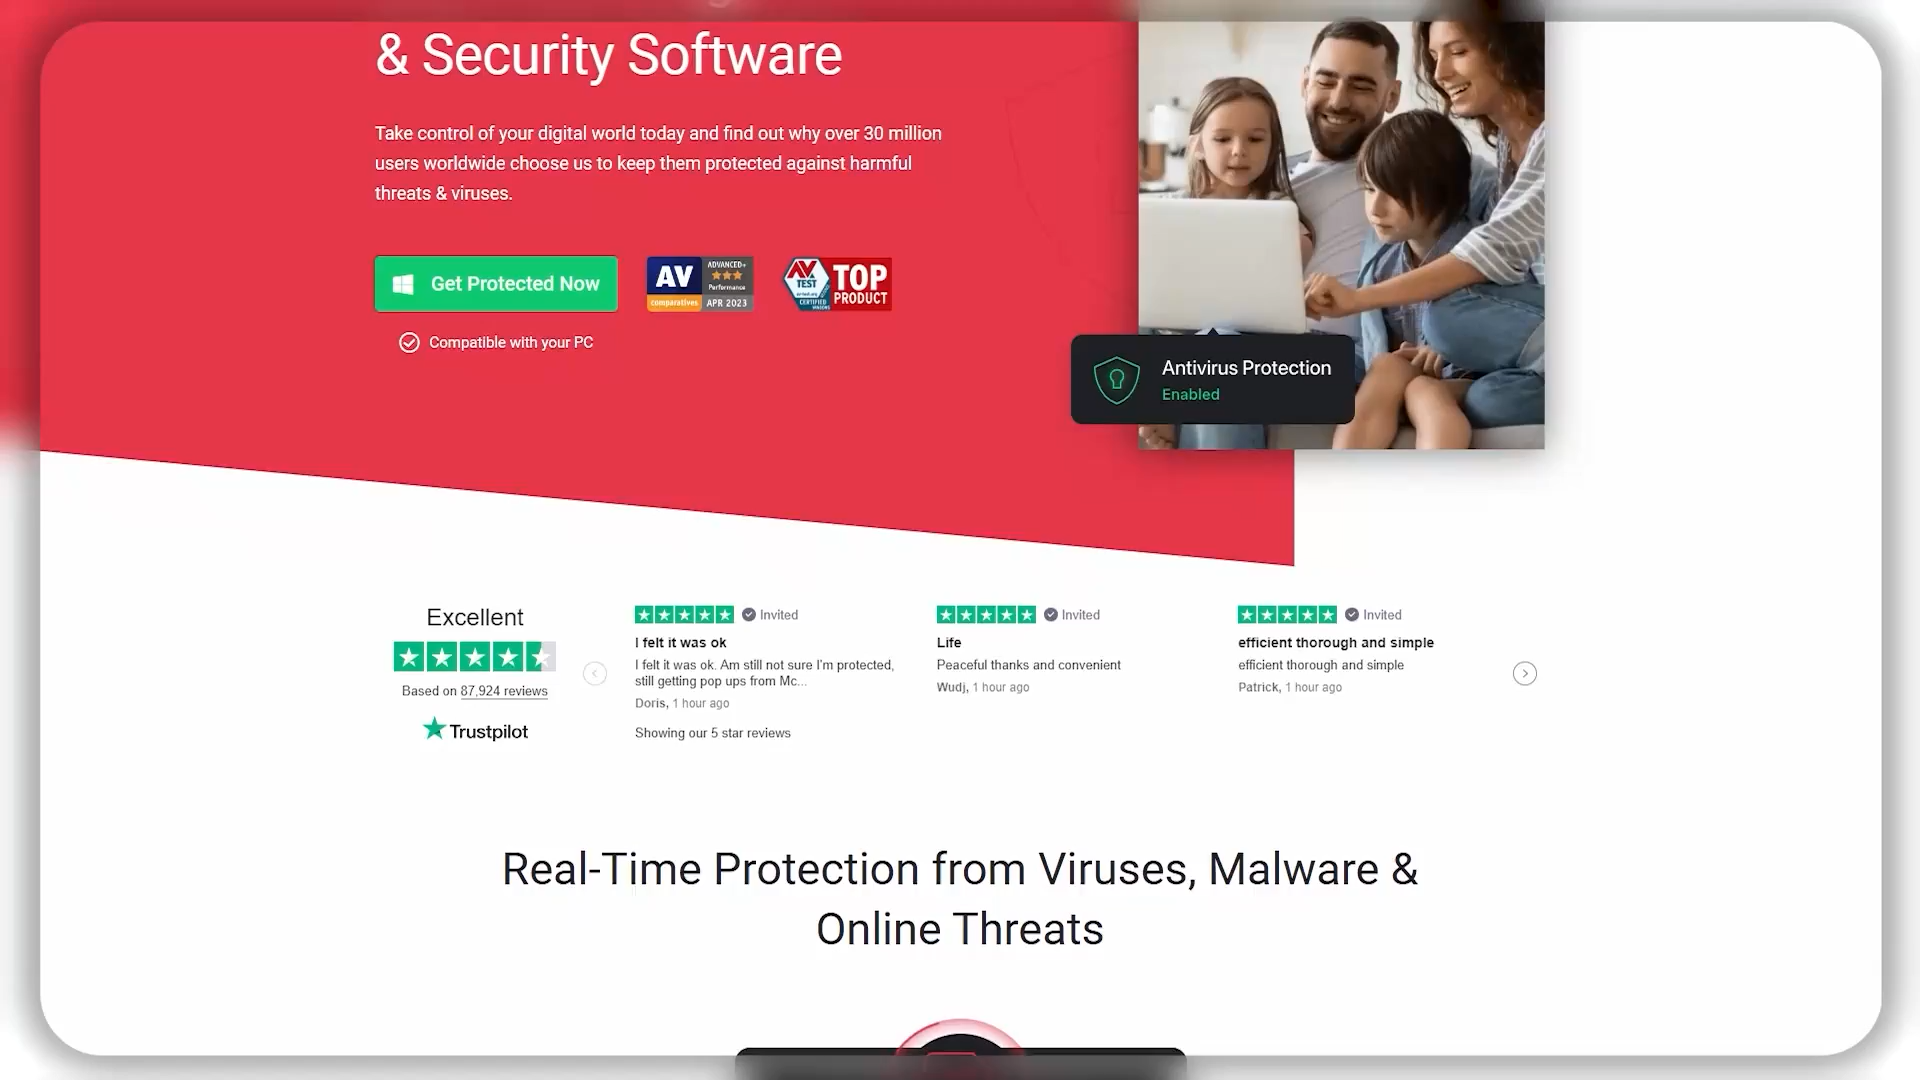 & Security Software
Take control of your digital world today and find out why over 30 million
users worldwide choose us to keep them protected against harmful
threats & viruses.
Get Protected Now
AV
comparatives
ADVANCED+
Performance
APR 2023
AV
TEST
CERTIFIED
TOP
PRODUCT
Compatible with your PC
Antivirus Protection
Enabled
Excellent
Based on 87,924 reviews
Trustpilot
Invited
I felt it was ok
I felt it was ok. Am still not sure I'm protected,
still getting pop ups from Mc...
Doris, 1 hour ago
Showing our 5 star reviews
Invited
Life
Peaceful thanks and convenient
Wudj, 1 hour ago
Invited
efficient thorough and simple
efficient thorough and simple
Patrick, 1 hour ago
Real-Time Protection from Viruses, Malware &
Online Threats